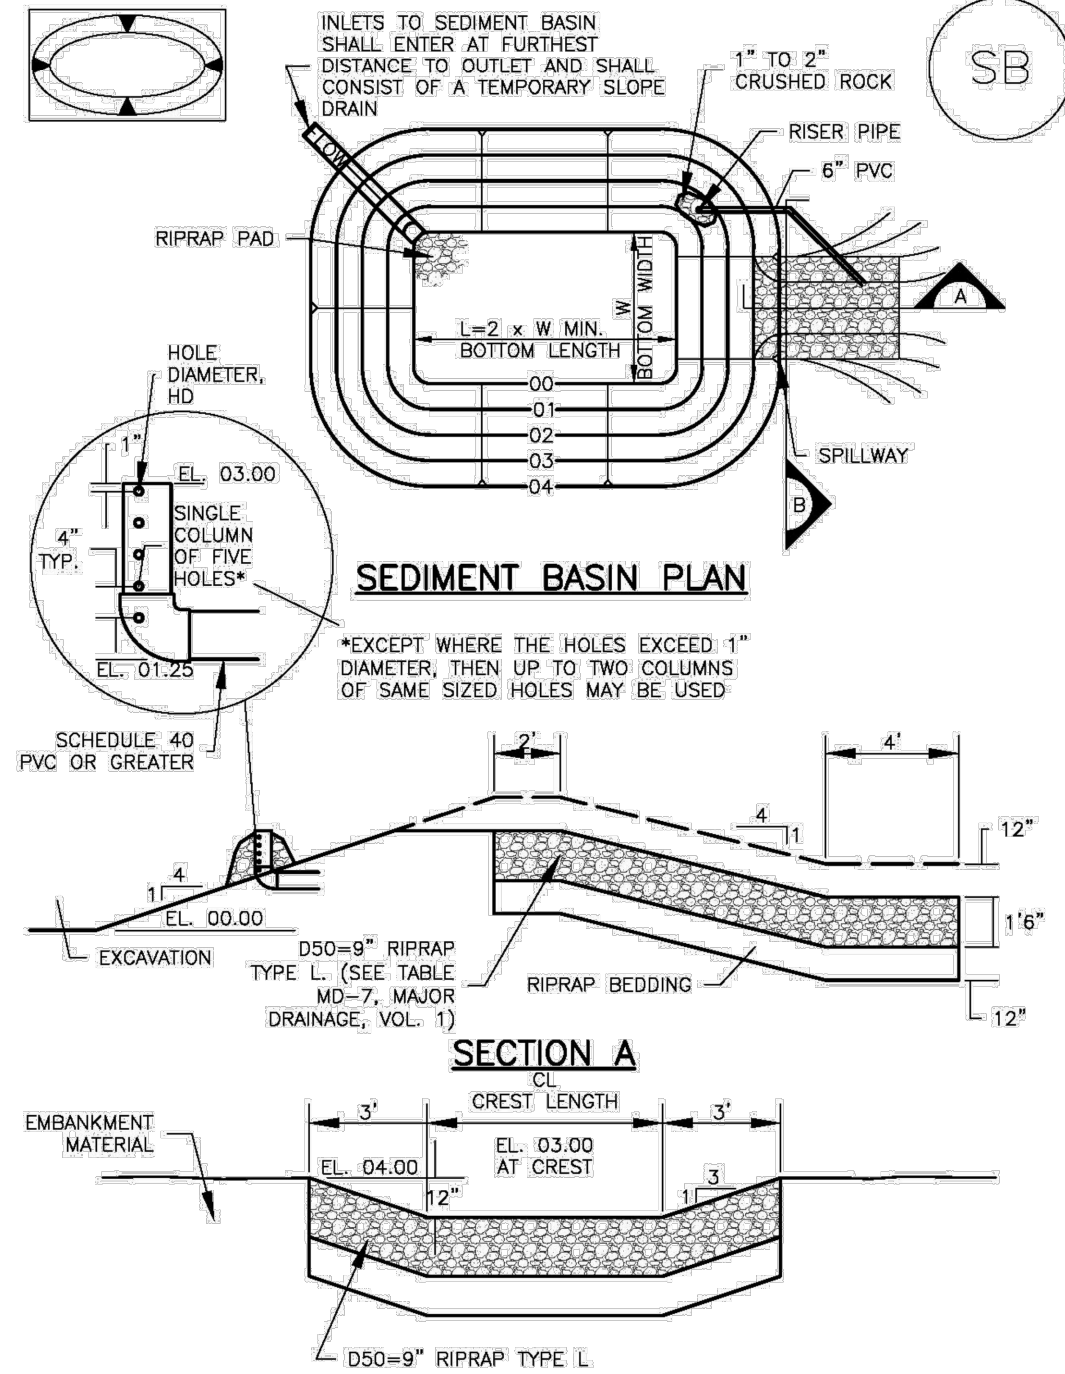 INLETS TO SEDIMENT BASIN
SHALL ENTER AT FURTHEST
DISTANCE TO OUTLET AND SHALL
CONSIST OF A TEMPORARY SLOPE
DRAIN
1" TO 2"
CRUSHED ROCK
SB
RISER PIPE
6" PVC
FLOW
RIPRAP PAD
W
BOTTOM WIDTH
L=2 x W MIN.
BOTTOM LENGTH
A
00
01
02
03
04
SPILLWAY
B
HOLE
DIAMETER,
HD
1"
EL. 03.00
SINGLE
COLUMN
OF FIVE
HOLES*
4"
TYP.
EL. 01.25
SEDIMENT BASIN PLAN
*EXCEPT WHERE THE HOLES EXCEED 1"
DIAMETER, THEN UP TO TWO COLUMNS
OF SAME SIZED HOLES MAY BE USED
SCHEDULE 40
PVC OR GREATER
2'
4'
4
1
12"
4
1
EL. 00.00
EXCAVATION
1'6"
D50=9" RIPRAP
TYPE L. (SEE TABLE
MD-7, MAJOR
DRAINAGE, VOL. 1)
RIPRAP BEDDING
12"
SECTION A
CL
CREST LENGTH
3'
3'
EMBANKMENT
MATERIAL
EL. 04.00
EL. 03.00
AT CREST
12"
3
1
D50=9" RIPRAP TYPE L